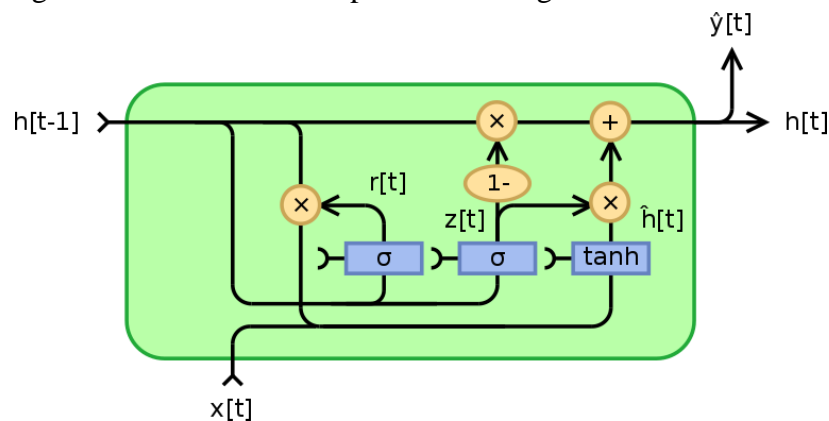 ŷ[t]
h[t-1]
×
+
h[t]
1-
r[t]
×
z[t]
×
ĥ[t]
σ
σ
tanh
x[t]